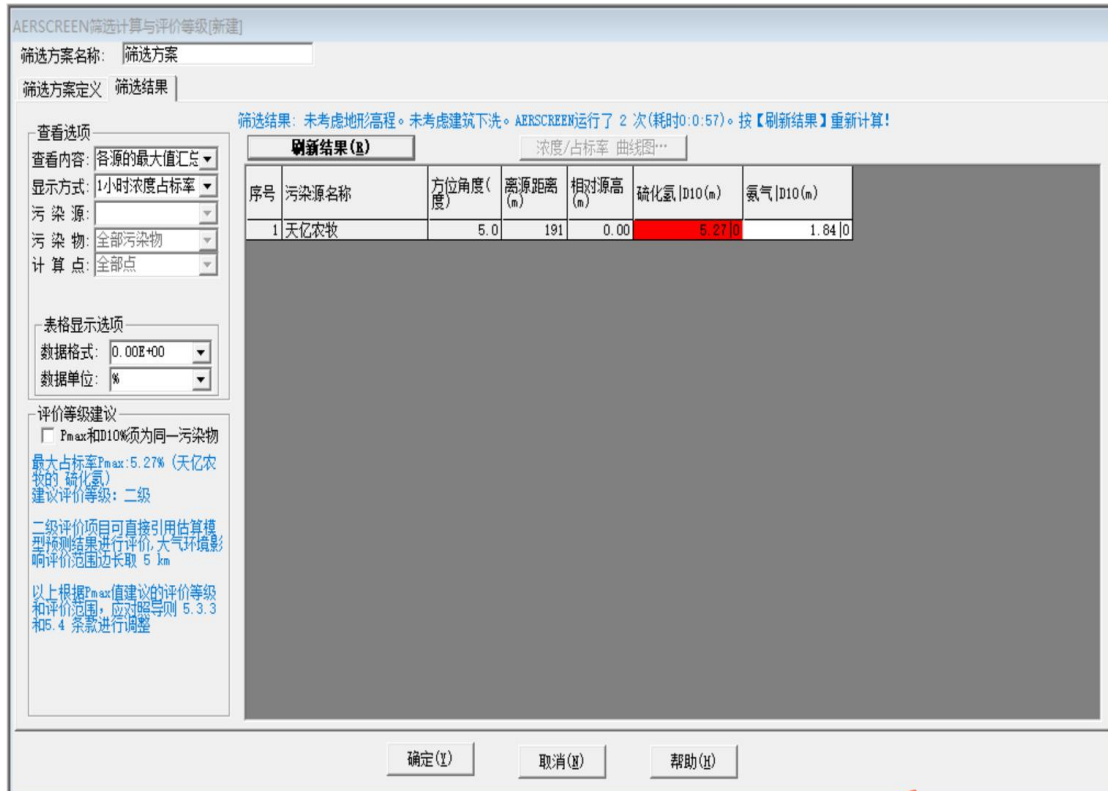 AERSCREEN筛选计算与评价等级[新建]
筛选方案名称: 筛选方案
筛选方案定义 筛选结果
筛选结果: 未考虑地形高程。未考虑建筑下洗。AERSCREEN运行了 2 次(耗时0:0:57)。按【刷新结果】重新计算!
查看选项
查看内容: 各源的最大值汇总
显示方式: 1小时浓度占标率
污 染 源:
污 染 物: 全部污染物
计 算 点: 全部点
刷新结果(R) 浓度/占标率 曲线图…
序号 污染源名称 方位角度(度) 离源距离(m) 相对源高(m) 硫化氢|D10(m) 氨气|D10(m)
1 天亿农牧 5.0 191 0.00 5.27|0 1.84|0
表格显示选项
数据格式: 0.00E+00
数据单位: %
评价等级建议
Pmax和D10%须为同一污染物
最大占标率Pmax:5.27% (天亿农
牧的 硫化氢)
建议评价等级: 二级
二级评价项目可直接引用估算模
型预测结果进行评价,大气环境影
响评价范围边长取 5 km
以上根据Pmax值建议的评价等级
和评价范围, 应对照导则 5.3.3
和5.4 条款进行调整
确定(Y) 取消(N) 帮助(H)